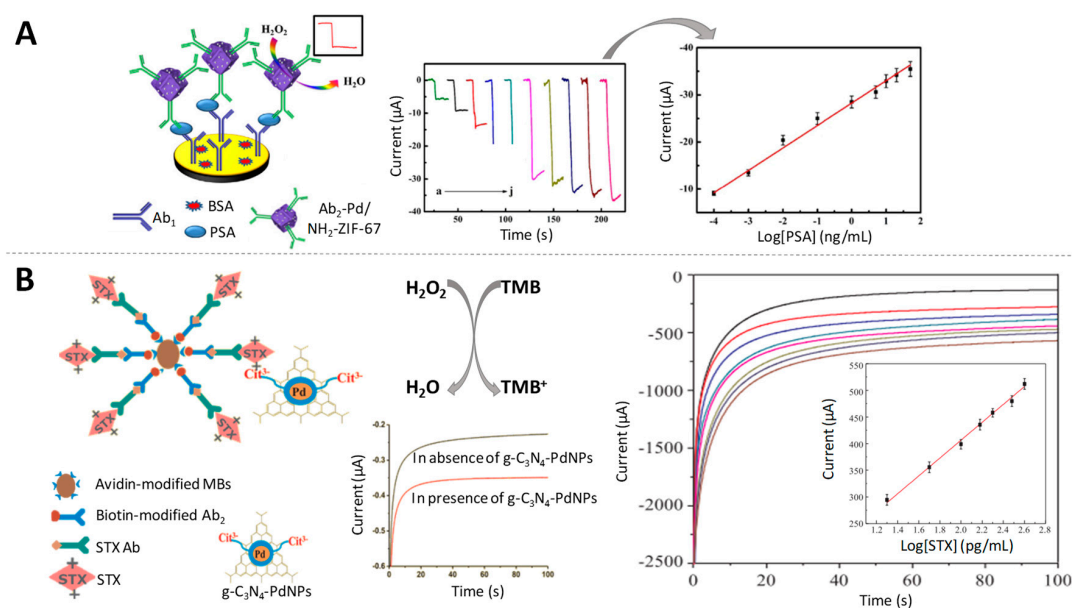 A
H2O2
H2O
Ab1
BSA
PSA
Ab2-Pd/
NH2-ZIF-67
Current (µA)
0
-10
-20
-30
-40
a
j
50
100
150
200
Time (s)
Current (µA)
-40
-30
-20
-10
-4
-3
-2
-1
0
1
2
Log[PSA] (ng/mL)
B
STX
STX
STX
STX
STX
STX
Cit3-
Cit3-
Pd
Avidin-modified MBs
Biotin-modified Ab2
STX Ab
STX
STX
Cit3-
Cit3-
Pd
g-C3N4-PdNPs
H2O2
TMB
H2O
TMB+
Current (µA)
-0.2
-0.3
-0.4
-0.5
-0.6
In absence of g-C3N4-PdNPs
In presence of g-C3N4-PdNPs
0
20
40
60
80
100
Time (s)
Current (µA)
0
-500
-1000
-1500
-2000
-2500
0
20
40
60
80
100
Time (s)
Current (µA)
550
500
450
400
350
300
250
1.2
1.4
1.6
1.8
2.0
2.2
2.4
2.6
2.8
Log[STX] (pg/mL)